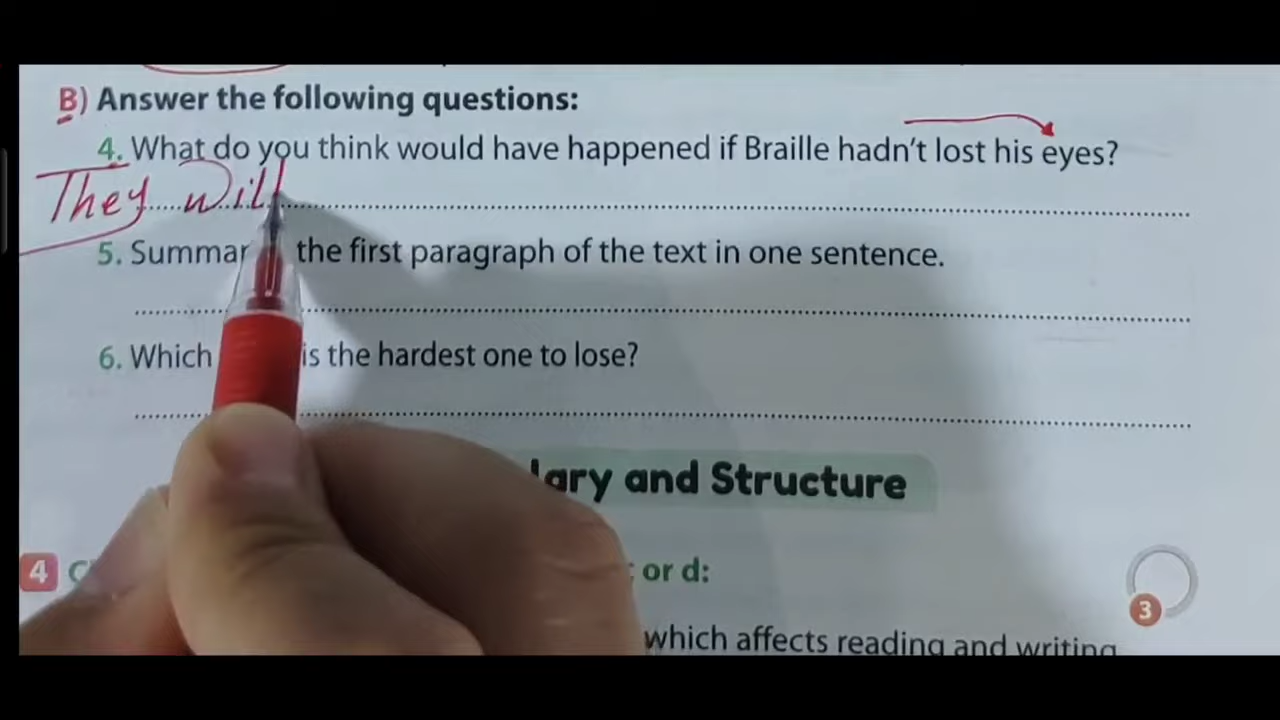 B) Answer the following questions:
4. What do you think would have happened if Braille hadn't lost his eyes?
They will
5. Summar the first paragraph of the text in one sentence.
6. Which is the hardest one to lose?
lary and Structure
4 C or d:
3
which affects reading and writing